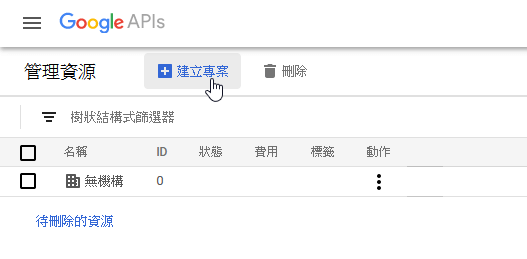 Google APIs
管理資源 建立專案 刪除
樹狀結構式篩選器
名稱 ID 狀態 費用 標籤 動作
無機構 0
待刪除的資源